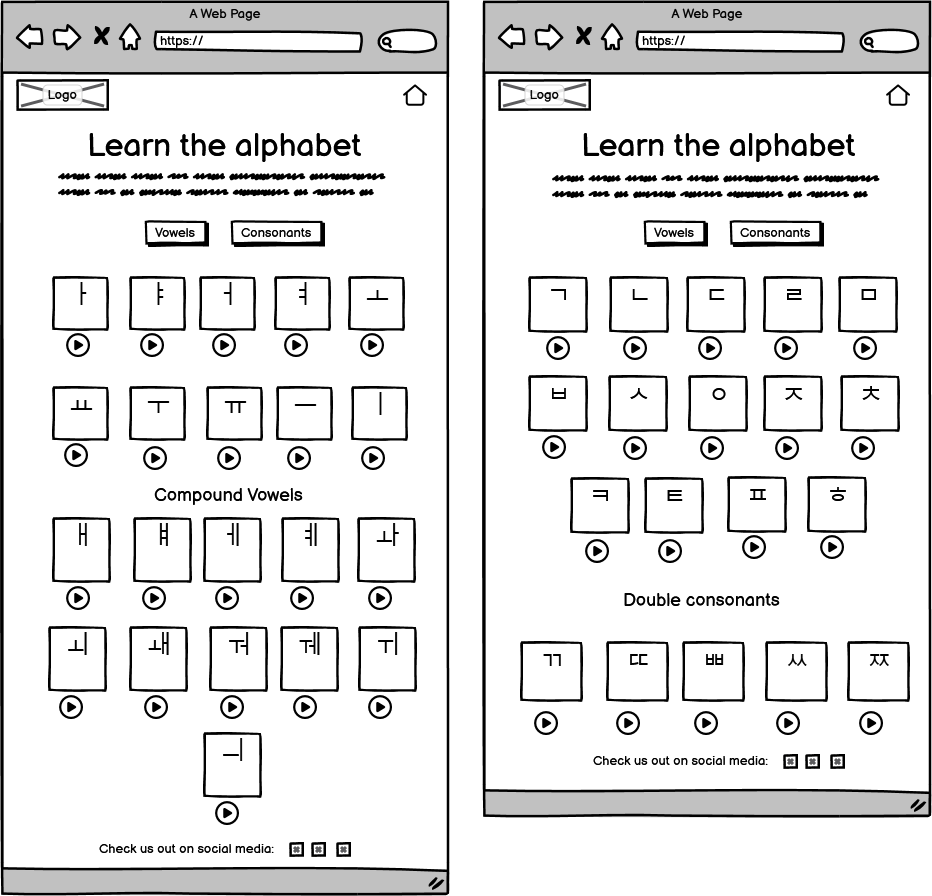 A Web Page
https://
Logo
Learn the alphabet
Vowels Consonants
ㅏ ㅑ ㅓ ㅕ ㅗ
ㅛ ㅜ ㅠ ㅡ ㅣ
Compound Vowels
ㅐ ㅒ ㅔ ㅖ ㅘ
ㅚ ㅙ ㅝ ㅞ ㅟ
ㅢ
Check us out on social media:
A Web Page
https://
Logo
Learn the alphabet
Vowels Consonants
ㄱ ㄴ ㄷ ㄹ ㅁ
ㅂ ㅅ ㅇ ㅈ ㅊ
ㅋ ㅌ ㅍ ㅎ
Double consonants
ㄲ ㄸ ㅃ ㅆ ㅉ
Check us out on social media: